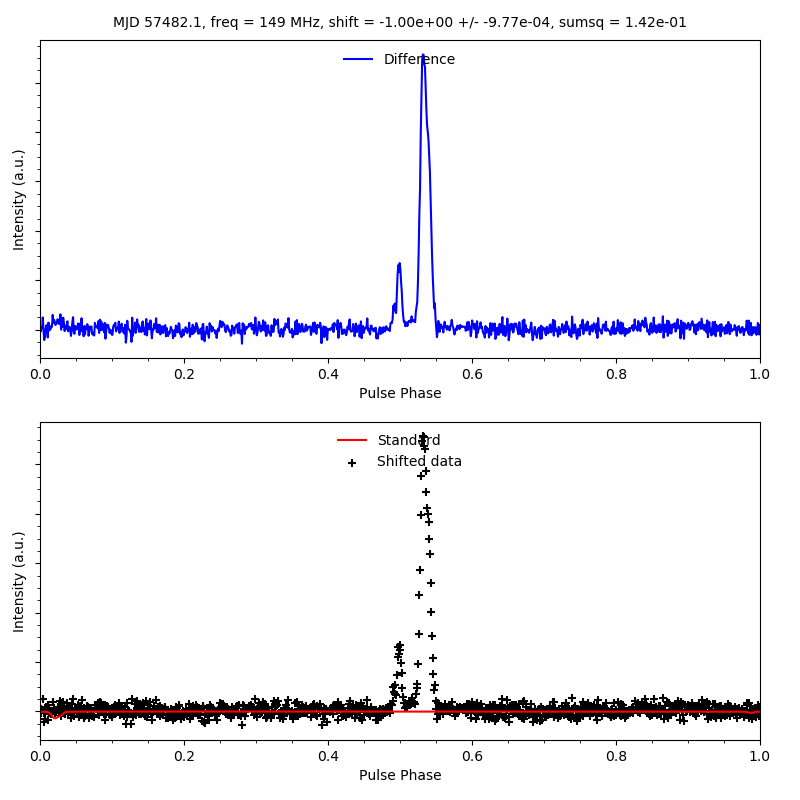 MJD 57482.1, freq = 149 MHz, shift = -1.00e+00 +/- -9.77e-04, sumsq = 1.42e-01
Difference
Intensity (a.u.)
0.0 0.2 0.4 0.6 0.8 1.0
Pulse Phase
Standard
Shifted data
Intensity (a.u.)
0.0 0.2 0.4 0.6 0.8 1.0
Pulse Phase